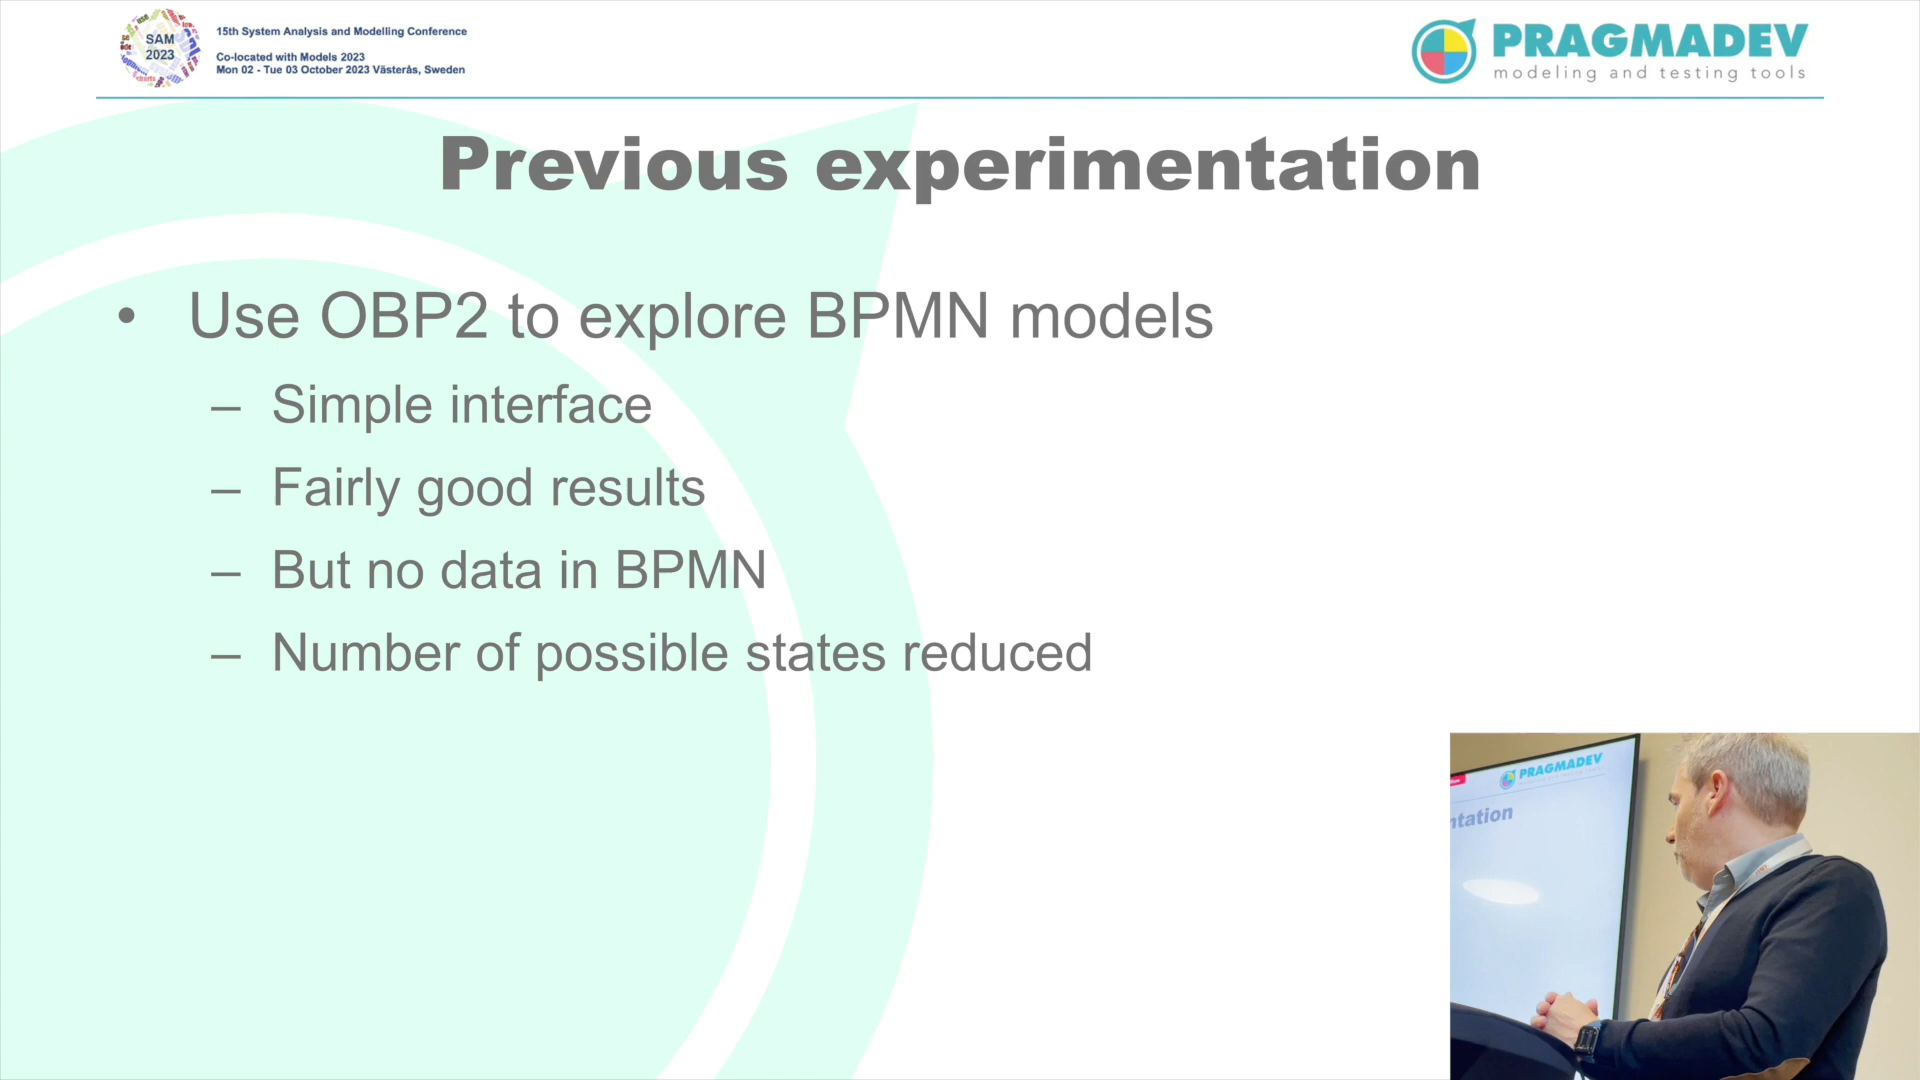 SAM
2023
15th System Analysis and Modelling Conference
Co-located with Models 2023
Mon 02 - Tue 03 October 2023 Västerås, Sweden
PRAGMADEV
modeling and testing tools
Previous experimentation
• Use OBP2 to explore BPMN models
– Simple interface
– Fairly good results
– But no data in BPMN
– Number of possible states reduced
PRAGMADEV
ntation